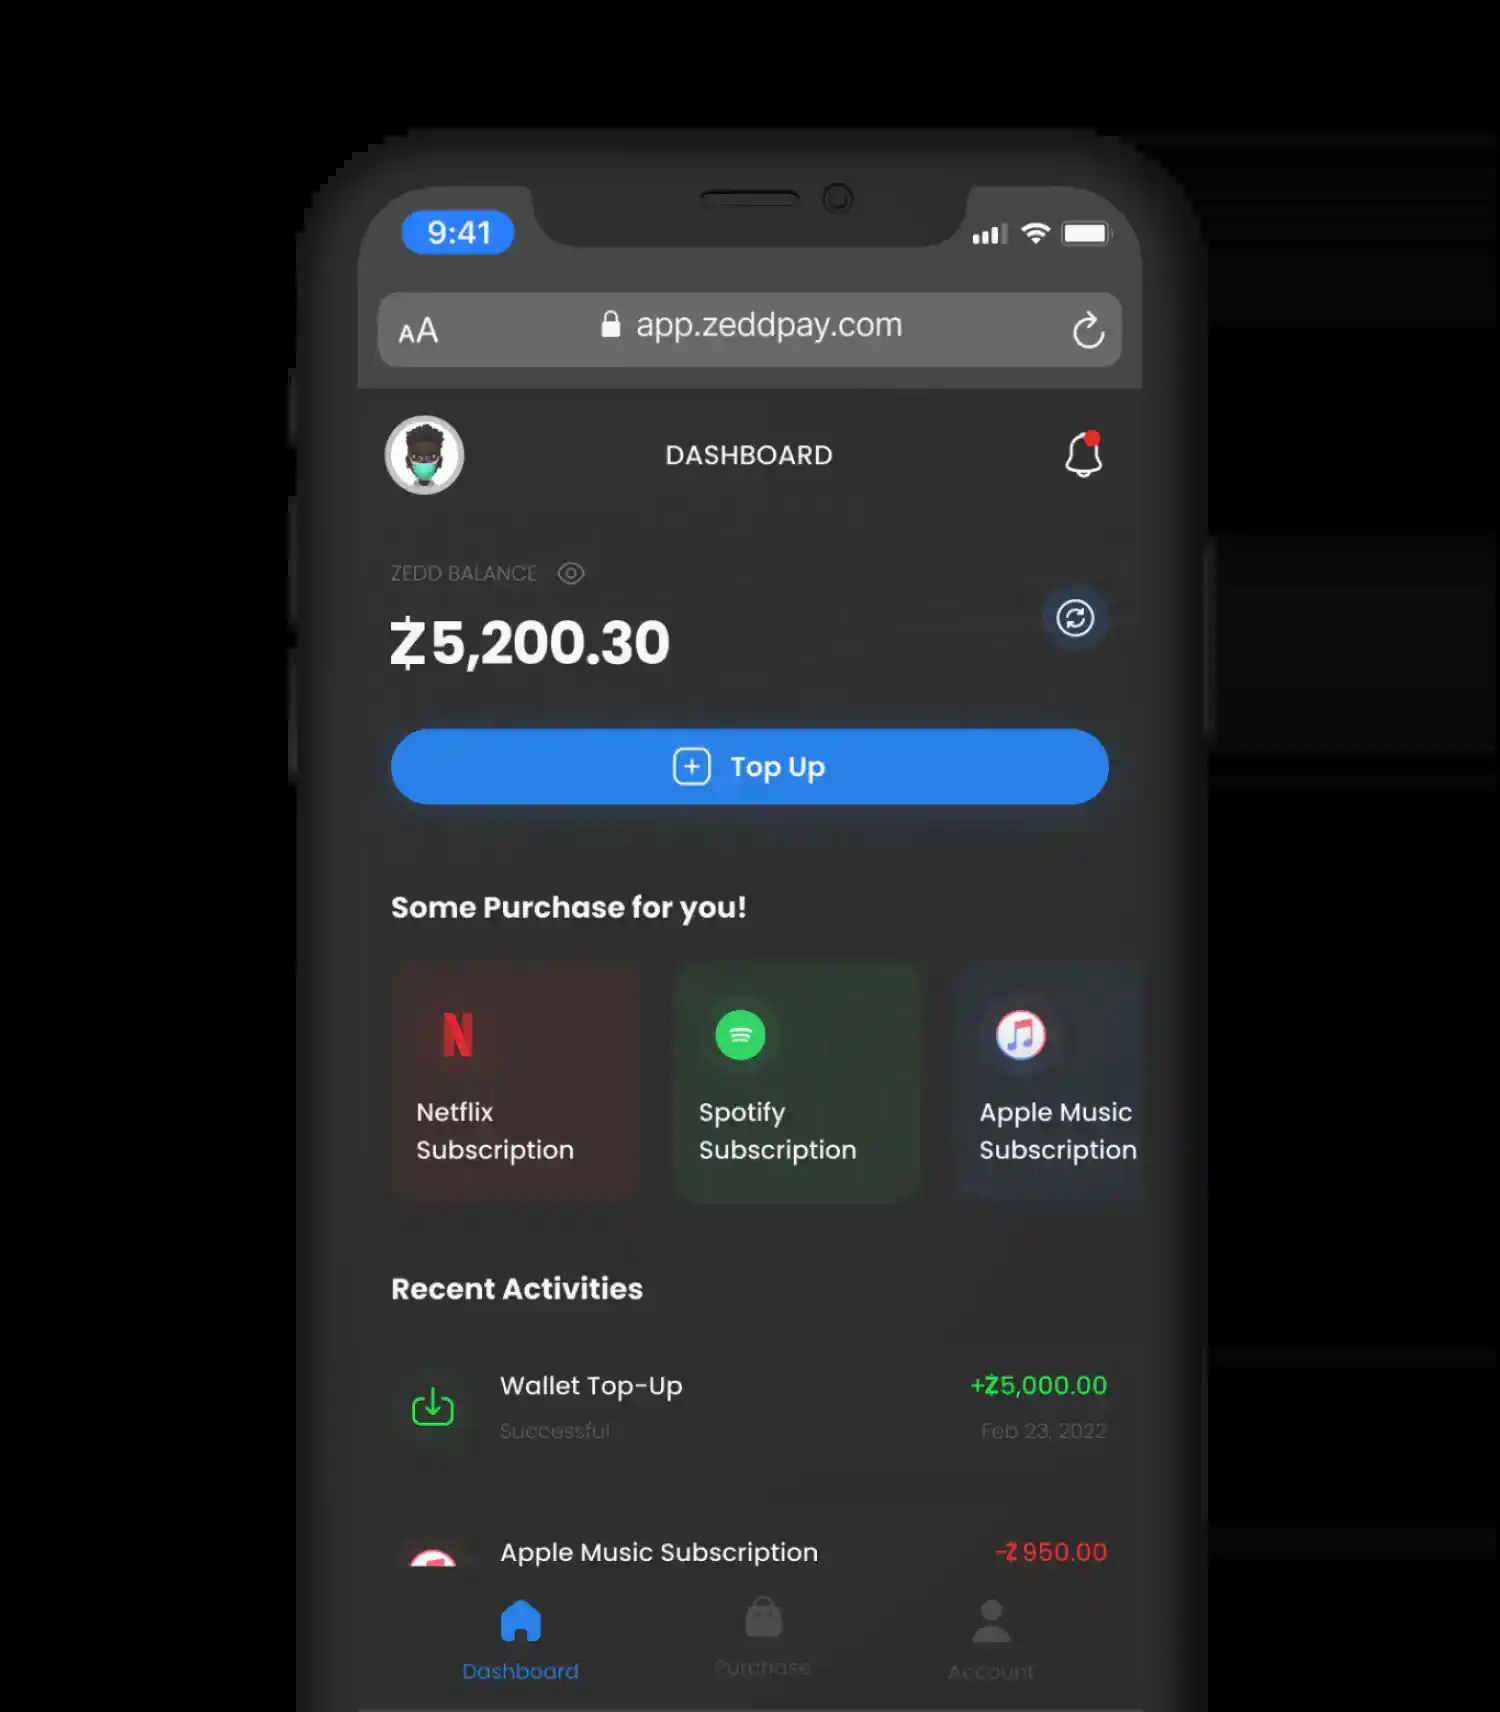 9:41
AA app.zeddpay.com
DASHBOARD
ZEDD BALANCE
Ƶ5,200.30
Top Up
Some Purchase for you!
Netflix
Subscription
Spotify
Subscription
Apple Music
Subscription
Recent Activities
Wallet Top-Up
+Ƶ5,000.00
Successful
Feb 23, 2022
Apple Music Subscription
-Ƶ950.00
Dashboard
Purchase
Account